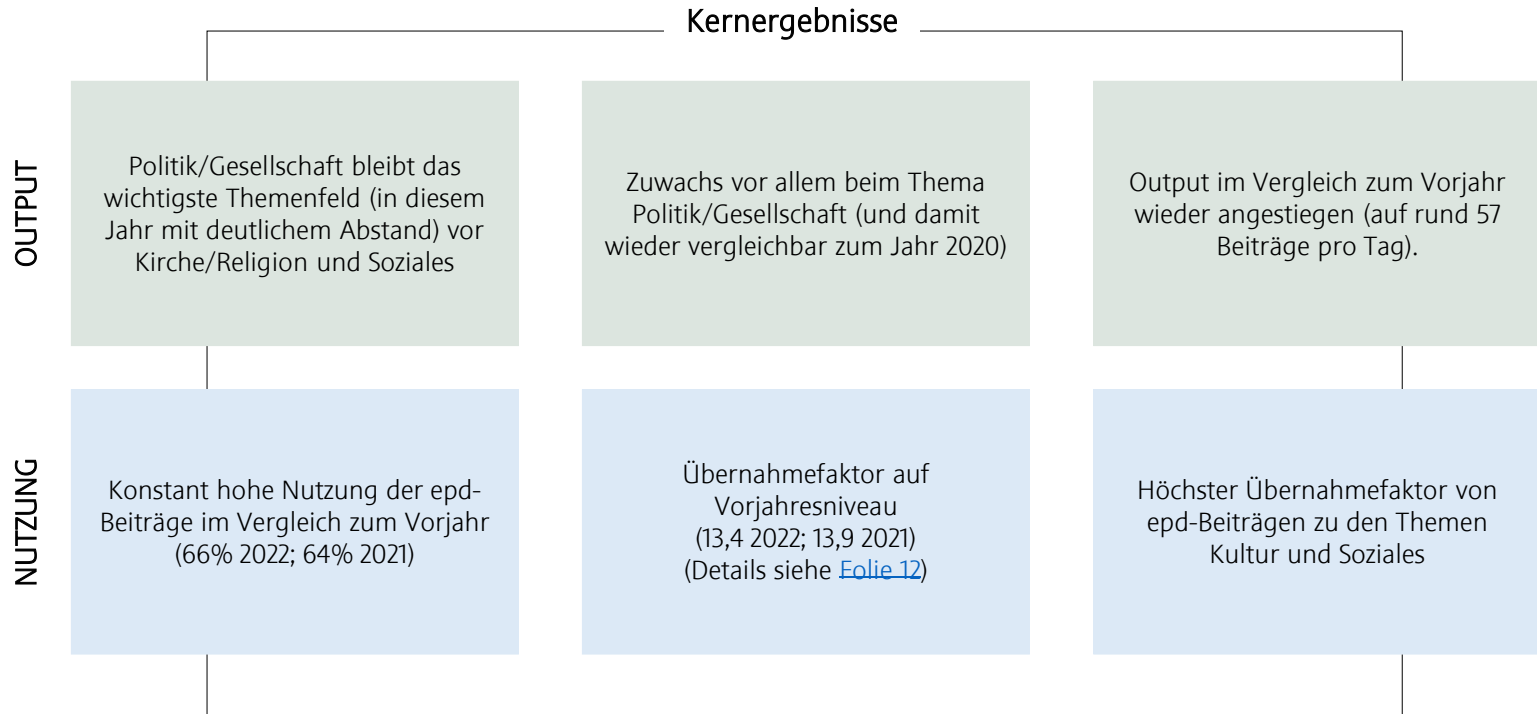 Kernergebnisse
OUTPUT
Politik/Gesellschaft bleibt das
wichtigste Themenfeld (in diesem
Jahr mit deutlichem Abstand) vor
Kirche/Religion und Soziales
Zuwachs vor allem beim Thema
Politik/Gesellschaft (und damit
wieder vergleichbar zum Jahr 2020)
Output im Vergleich zum Vorjahr
wieder angestiegen (auf rund 57
Beiträge pro Tag).
NUTZUNG
Konstant hohe Nutzung der epd-
Beiträge im Vergleich zum Vorjahr
(66% 2022; 64% 2021)
Übernahmefaktor auf
Vorjahresniveau
(13,4 2022; 13,9 2021)
(Details siehe Folie 12)
Höchster Übernahmefaktor von
epd-Beiträgen zu den Themen
Kultur und Soziales